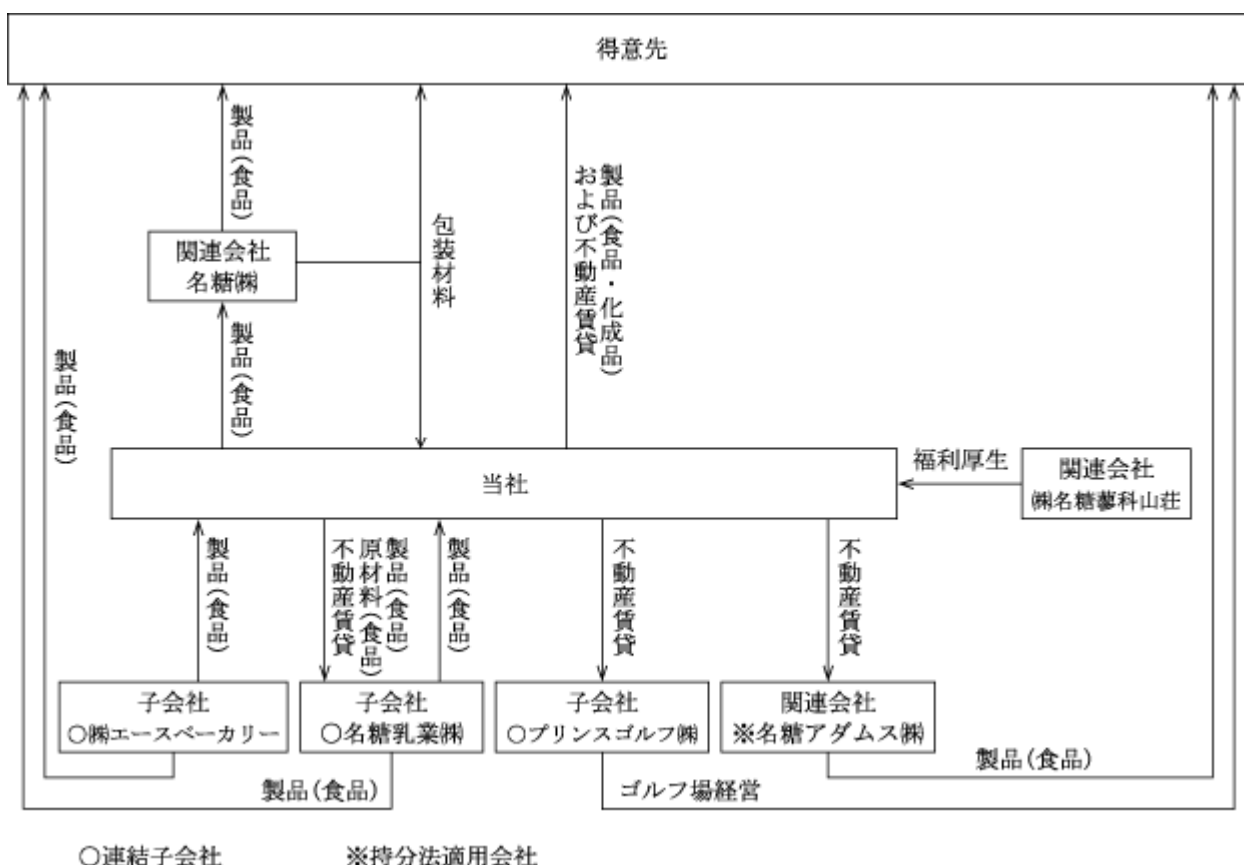 得意先
製品(食品)
関連会社
名糖㈱
包装材料
製品(食品・化成品)
および不動産賃貸
製品(食品)
製品(食品)
当社
福利厚生
関連会社
㈱名糖蓼科山荘
製品(食品)
製品(食品)
原材料(食品)
不動産賃貸
製品(食品)
不動産賃貸
不動産賃貸
子会社
○㈱エースベーカリー
子会社
○名糖乳業㈱
子会社
○プリンスゴルフ㈱
関連会社
※名糖アダムス㈱
製品(食品)
ゴルフ場経営
製品(食品)
○連結子会社
※持分法適用会社